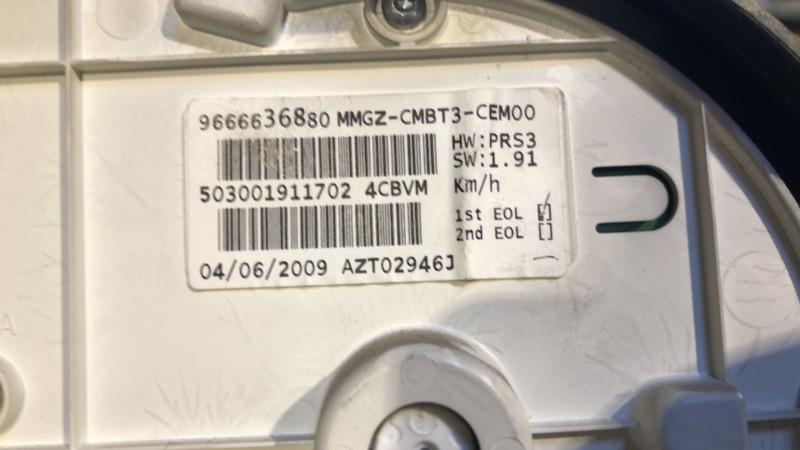 9666636880 MMGZ-CMBT3-CEM00
HW:PRS3
SW:1.91
503001911702 4CBVM
Km/h
1st EOL [✓]
2nd EOL []
04/06/2009 AZT02946J